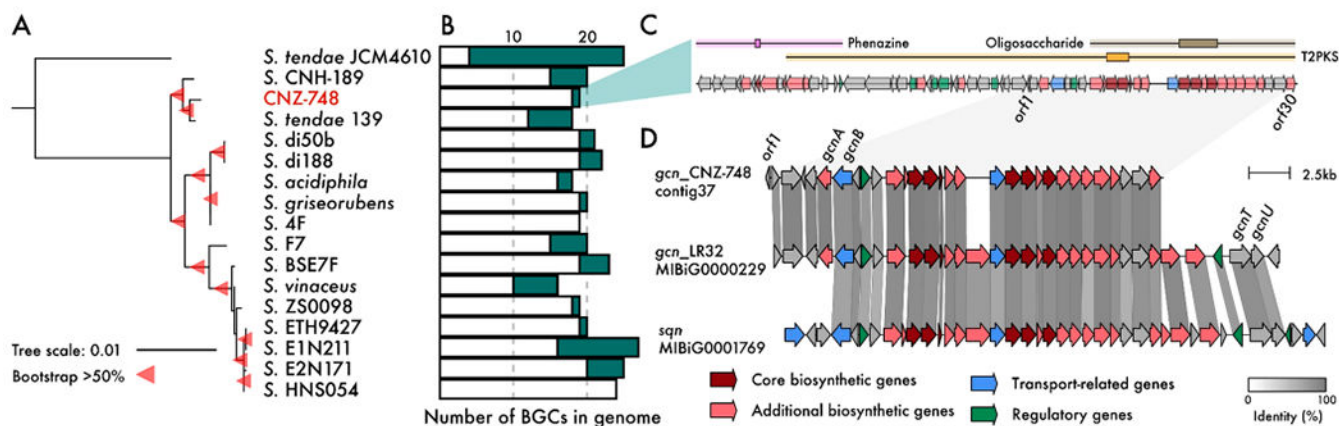 A
S. tendae JCM4610
S. CNH-189
CNZ-748
S. tendae 139
S. di50b
S. di188
S. acidiphila
S. griseorubens
S. 4F
S. F7
S. BSE7F
S. vinaceus
S. ZS0098
S. ETH9427
S. E1N211
S. E2N171
S. HNS054
Tree scale: 0.01
Bootstrap >50%
B
10 20
Number of BGCs in genome
C
Phenazine
Oligosaccharide
T2PKS
orf1
orf30
D
orf1
gcnA
gcnB
gcn_CNZ-748
contig37
2.5kb
gcn_LR32
MIBiG0000229
gcnT
gcnU
sqn
MIBiG0001769
Core biosynthetic genes
Additional biosynthetic genes
Transport-related genes
Regulatory genes
0 100
Identity (%)